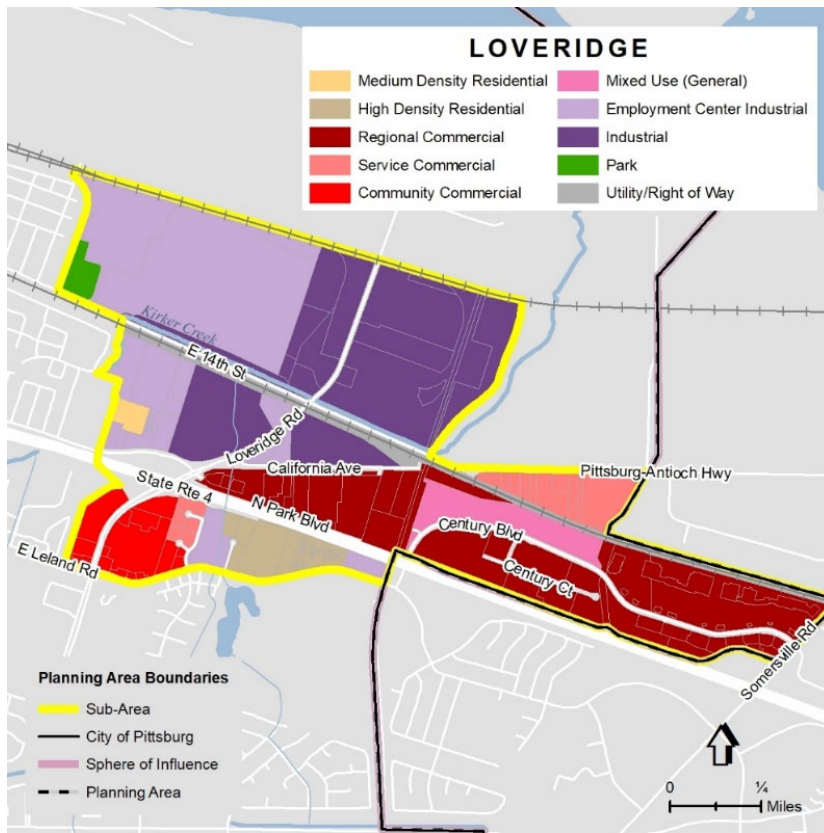 LOVERIDGE
Medium Density Residential
High Density Residential
Regional Commercial
Service Commercial
Community Commercial
Mixed Use (General)
Employment Center Industrial
Industrial
Park
Utility/Right of Way
Kirker Creek
E 14th St
Loveridge Rd
California Ave
Pittsburg-Antioch Hwy
State Rte 4
N Park Blvd
Century Blvd
Century Ct
E Leland Rd
Somersville Rd
Planning Area Boundaries
Sub-Area
City of Pittsburg
Sphere of Influence
Planning Area
0 ¼
Miles